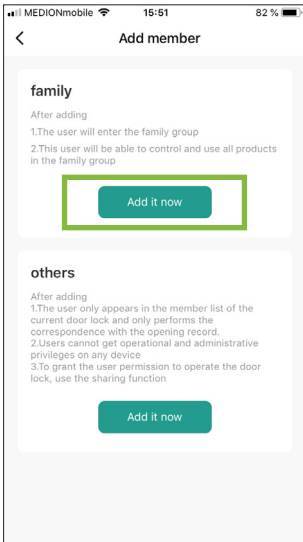 MEDIONmobile 15:51 82 %
Add member
family
After adding
1.The user will enter the family group
2.This user will be able to control and use all products
in the family group
Add it now
others
After adding
1.The user only appears in the member list of the
current door lock and only performs the
correspondence with the opening record.
2.Users cannot get operational and administrative
privileges on any device
3.To grant the user permission to operate the door
lock, use the sharing function
Add it now